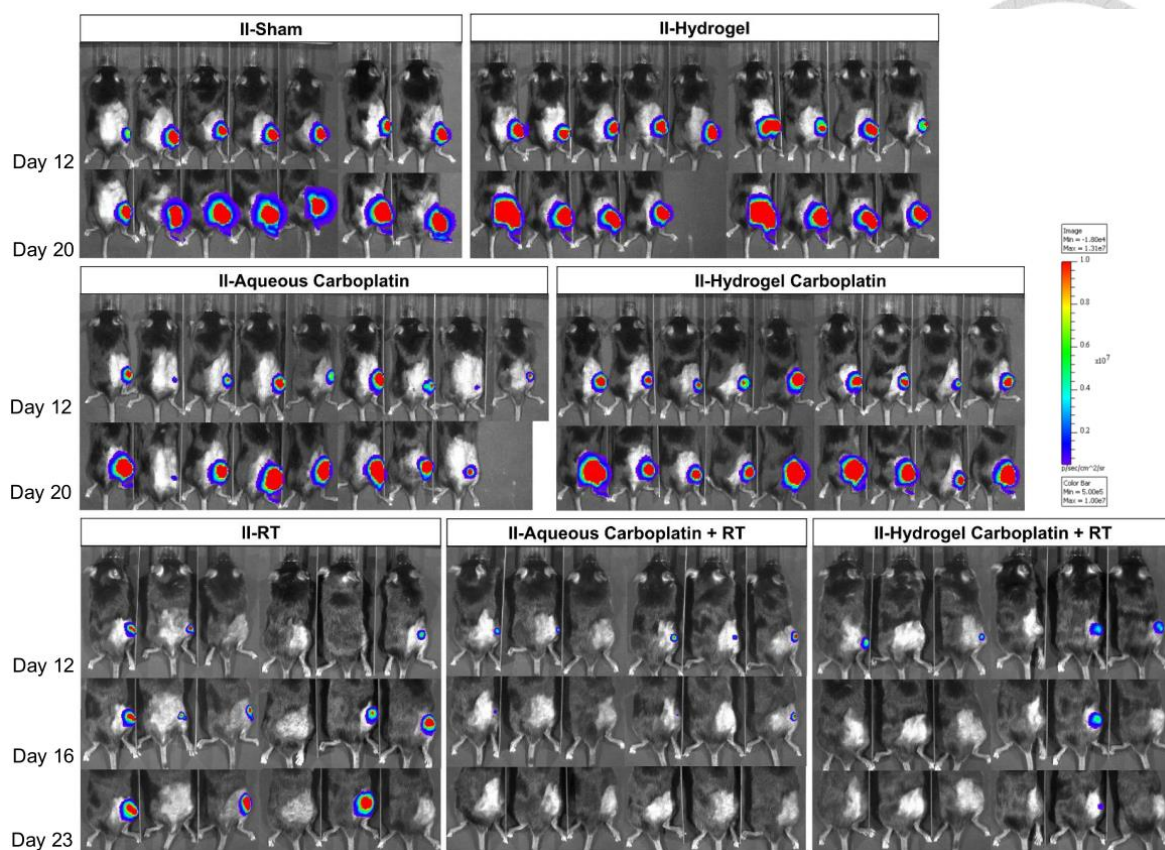 II-Sham
II-Hydrogel
Day 12
Day 20
II-Aqueous Carboplatin
II-Hydrogel Carboplatin
Image
Min = -1.80e4
Max = 1.31e7
1.0
0.8
0.6
x10^7
0.4
0.2
p/sec/cm^2/sr
Color Bar
Min = 5.00e5
Max = 1.00e7
Day 12
Day 20
II-RT
II-Aqueous Carboplatin + RT
II-Hydrogel Carboplatin + RT
Day 12
Day 16
Day 23